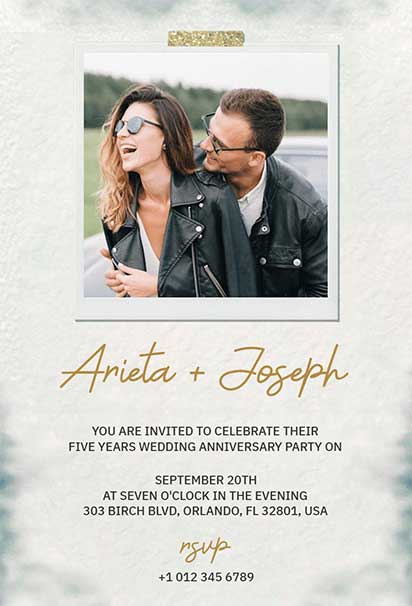 Arieta + Joseph
YOU ARE INVITED TO CELEBRATE THEIR
FIVE YEARS WEDDING ANNIVERSARY PARTY ON
SEPTEMBER 20TH
AT SEVEN O'CLOCK IN THE EVENING
303 BIRCH BLVD, ORLANDO, FL 32801, USA
rsvp
+1 012 345 6789